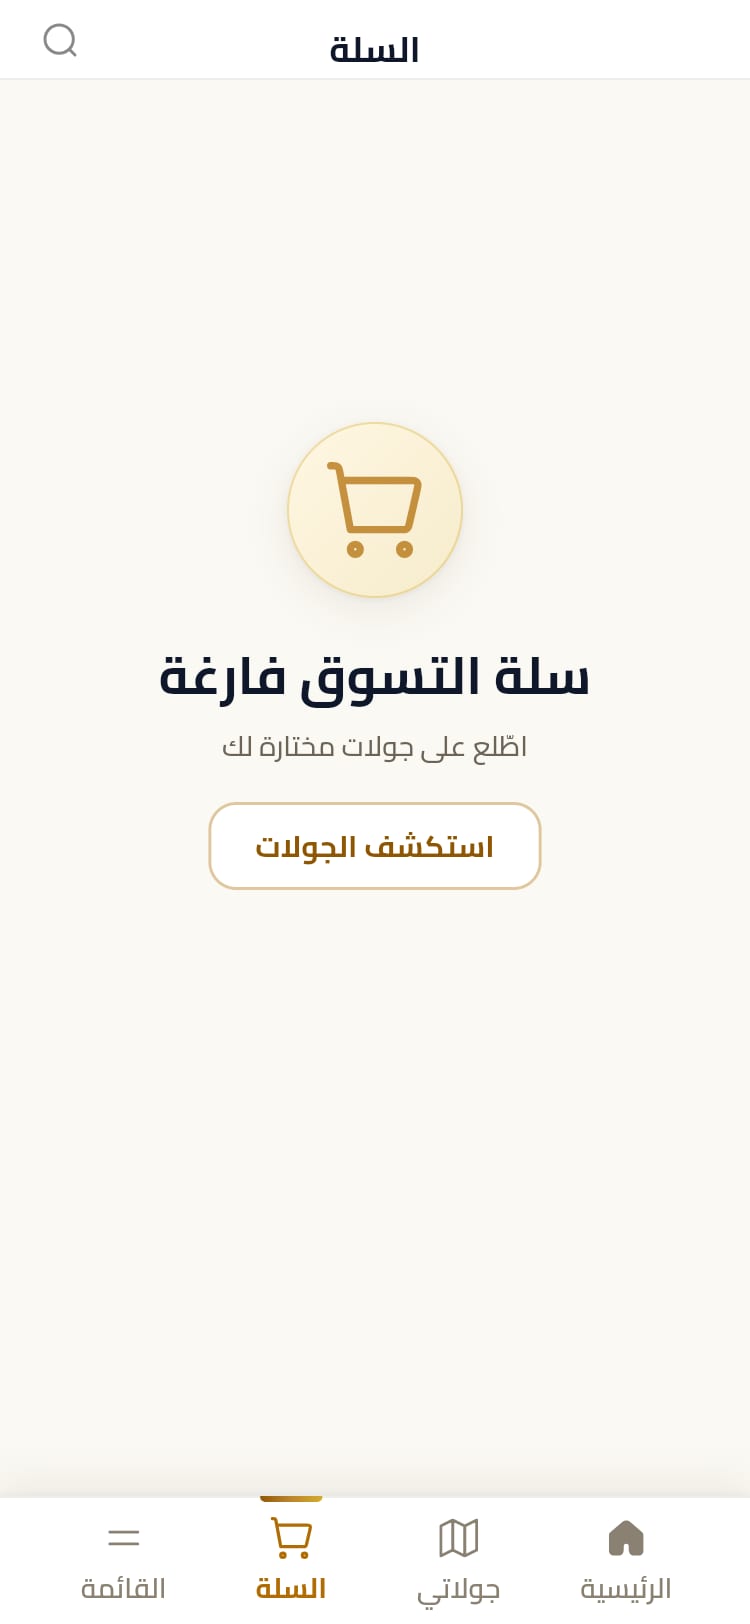 السلة
سلة التسوق فارغة
اطّلع على جولات مختارة لك
استكشف الجولات
الرئيسية
جولاتي
السلة
القائمة